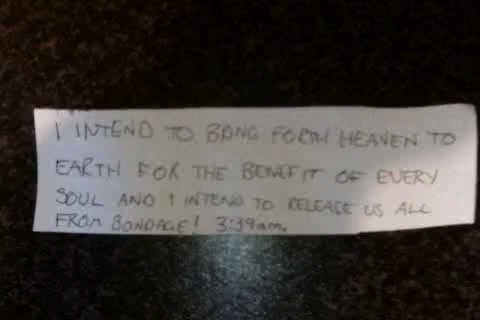 I INTEND TO BRING FORTH HEAVEN TO
EARTH FOR THE BENEFIT OF EVERY
SOUL AND I INTEND TO RELEASE US ALL
FROM BONDAGE! 3:39am.